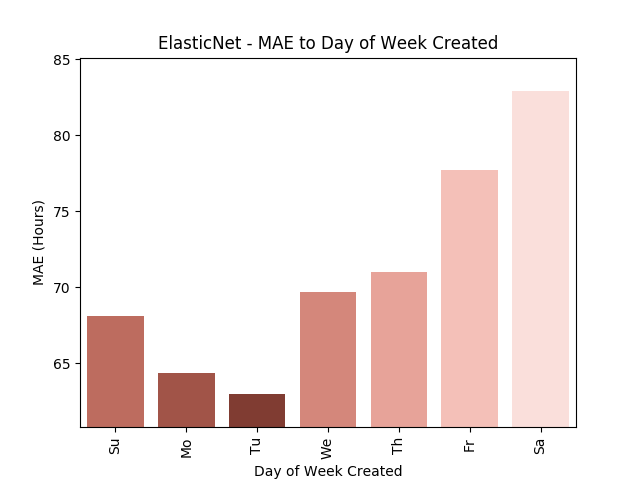 ElasticNet - MAE to Day of Week Created
85
80
75
70
65
MAE (Hours)
Su
Mo
Tu
We
Th
Fr
Sa
Day of Week Created